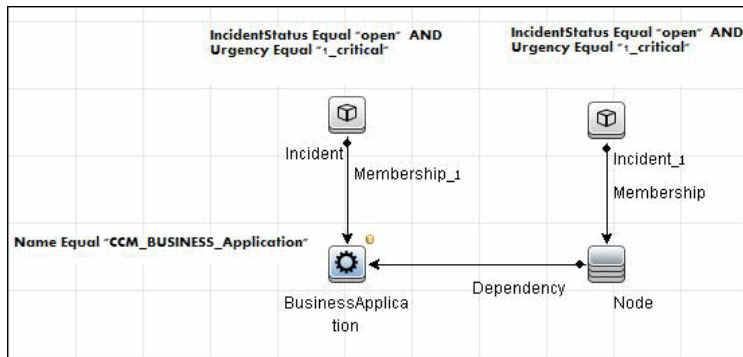 IncidentStatus Equal "open" AND
Urgency Equal "1_critical"
IncidentStatus Equal "open" AND
Urgency Equal "1_critical"
Incident
Membership_1
Incident_1
Membership
Name Equal "CCM_BUSINESS_Application"
Dependency
BusinessApplica
tion
Node